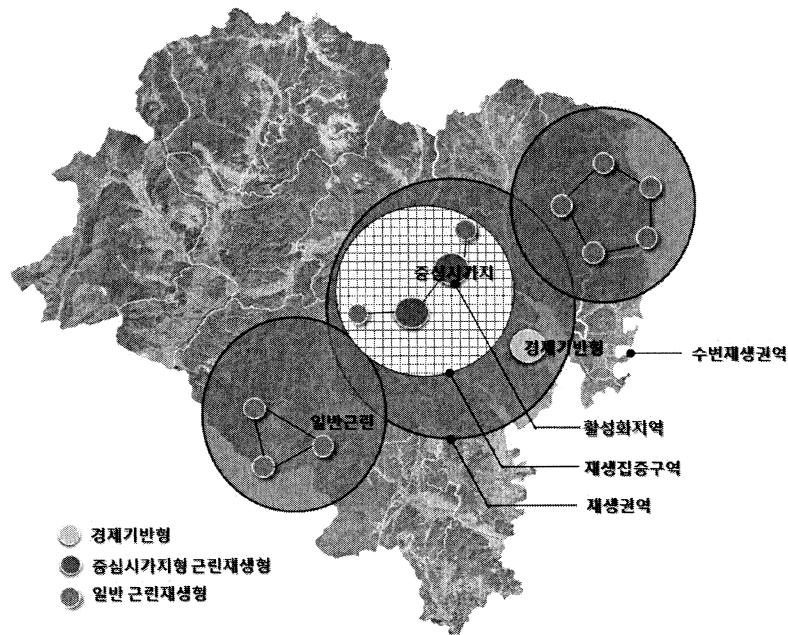 중심시가지
경제기반형
수변재생권역
일반근린
활성화지역
재생집중구역
재생권역
경제기반형
중심시가지형 근린재생형
일반 근린재생형